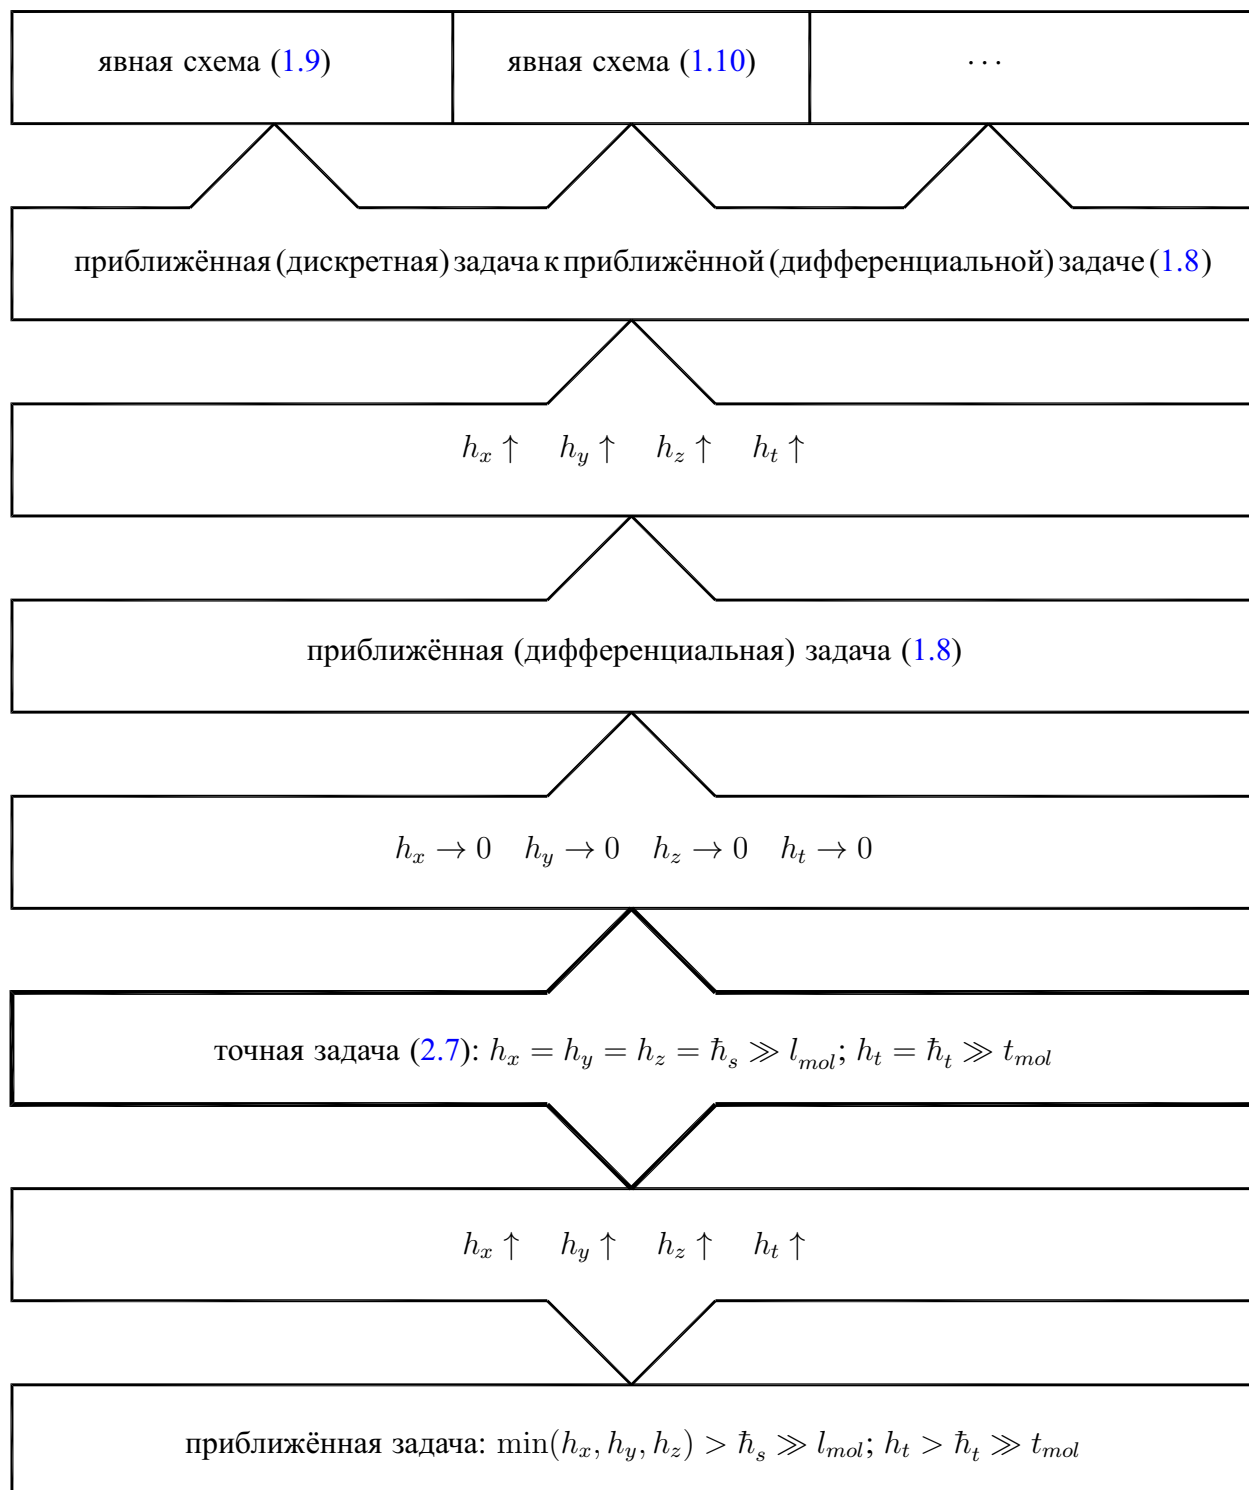 явная схема (1.9) явная схема (1.10) ···
приближённая (дискретная) задача к приближённой (дифференциальной) задаче (1.8)
h_x ↑ h_y ↑ h_z ↑ h_t ↑
приближённая (дифференциальная) задача (1.8)
h_x → 0 h_y → 0 h_z → 0 h_t → 0
точная задача (2.7): h_x = h_y = h_z = ħ_s ≫ l_mol; h_t = ħ_t ≫ t_mol
h_x ↑ h_y ↑ h_z ↑ h_t ↑
приближённая задача: min(h_x, h_y, h_z) > ħ_s ≫ l_mol; h_t > ħ_t ≫ t_mol